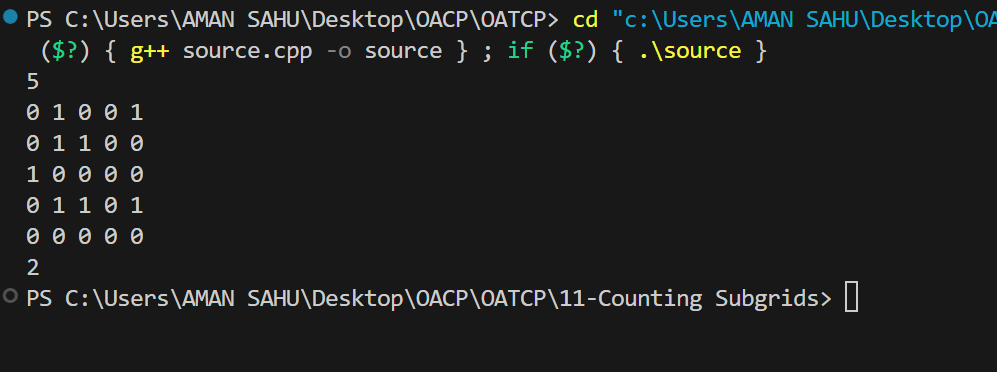 PS C:\Users\AMAN SAHU\Desktop\OACP\OATCP> cd "c:\Users\AMAN SAHU\Desktop\OA
($?) { g++ source.cpp -o source } ; if ($?) { .\source }
5
0 1 0 0 1
0 1 1 0 0
1 0 0 0 0
0 1 1 0 1
0 0 0 0 0
2
PS C:\Users\AMAN SAHU\Desktop\OACP\OATCP\11-Counting Subgrids>